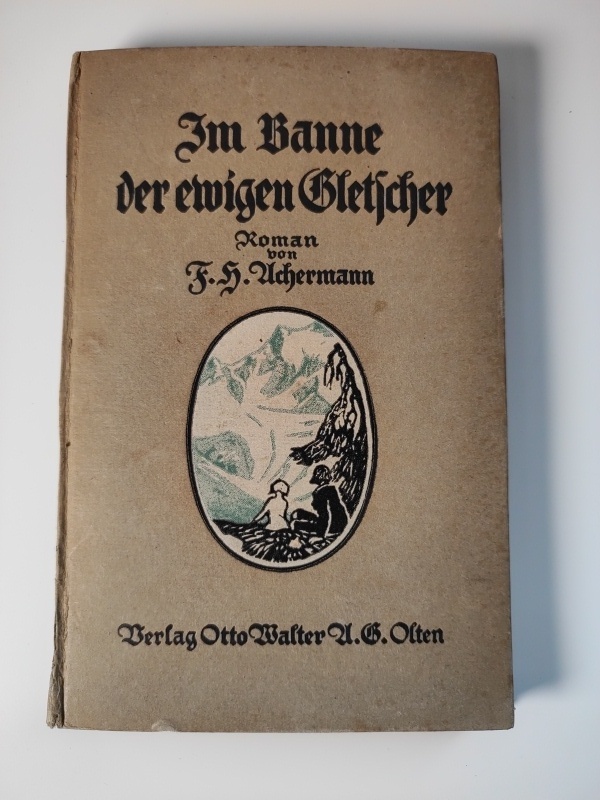 Im Banne
der ewigen Gletscher
Roman
von
F. H. Achermann
Verlag Otto Walter A. G. Olten